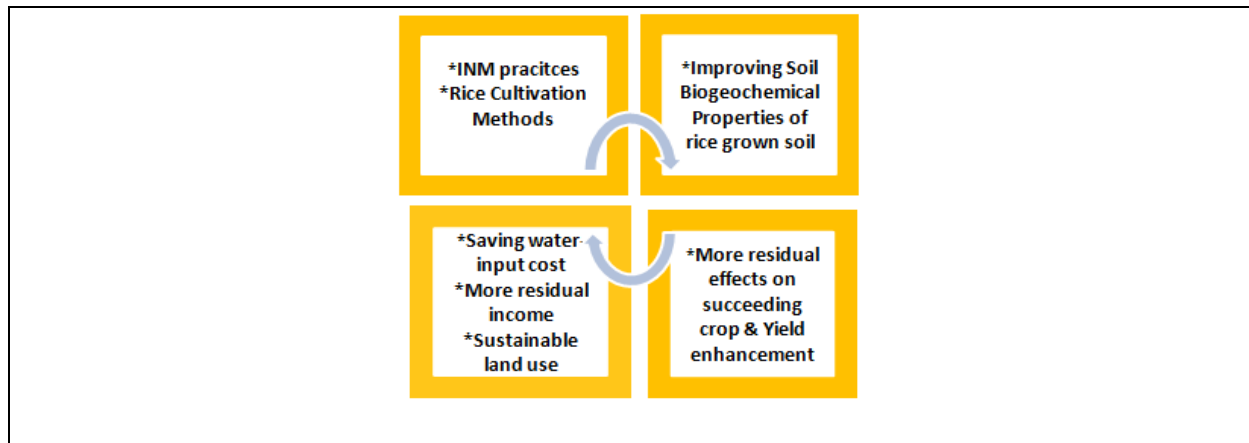 *INM pracitces
*Rice Cultivation
Methods
*Improving Soil
Biogeochemical
Properties of
rice grown soil
*More residual
effects on
succeeding
crop & Yield
enhancement
*Saving water-
input cost
*More residual
income
*Sustainable
land use